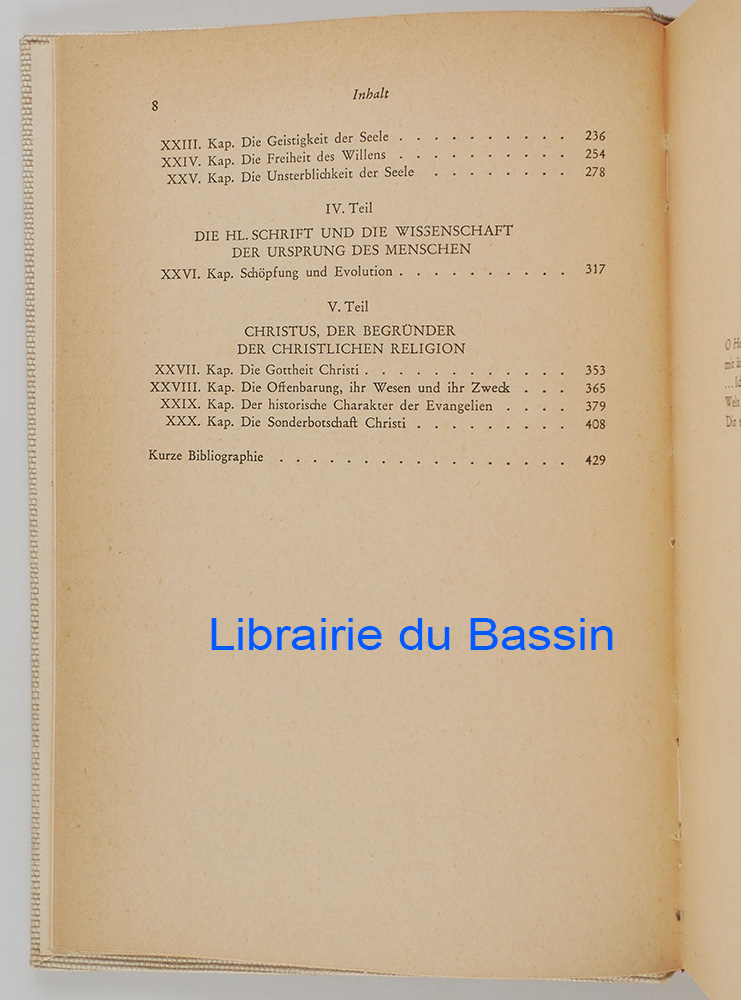 8
Inhalt
XXIII. Kap. Die Geistigkeit der Seele . . . . . . . . . . 236
XXIV. Kap. Die Freiheit des Willens . . . . . . . . . . 254
XXV. Kap. Die Unsterblichkeit der Seele . . . . . . . . 278
IV. Teil
DIE HL. SCHRIFT UND DIE WISSENSCHAFT
DER URSPRUNG DES MENSCHEN
XXVI. Kap. Schöpfung und Evolution . . . . . . . . . . 317
V. Teil
CHRISTUS, DER BEGRÜNDER
DER CHRISTLICHEN RELIGION
XXVII. Kap. Die Gottheit Christi . . . . . . . . . . . . 353
XXVIII. Kap. Die Offenbarung, ihr Wesen und ihr Zweck . . . 365
XXIX. Kap. Der historische Charakter der Evangelien . . . . 379
XXX. Kap. Die Sonderbotschaft Christi . . . . . . . . . 408
Kurze Bibliographie . . . . . . . . . . . . . . . . . 429
Librairie du Bassin
O
mit
Welt